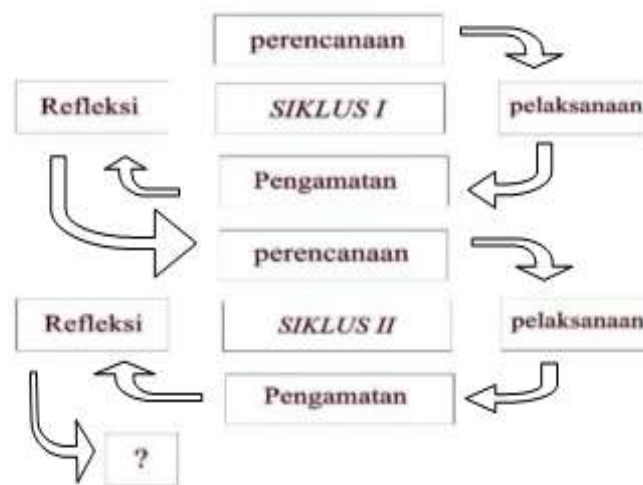 perencanaan
Refleksi
SIKLUS I
pelaksanaan
Pengamatan
perencanaan
Refleksi
SIKLUS II
pelaksanaan
Pengamatan
?